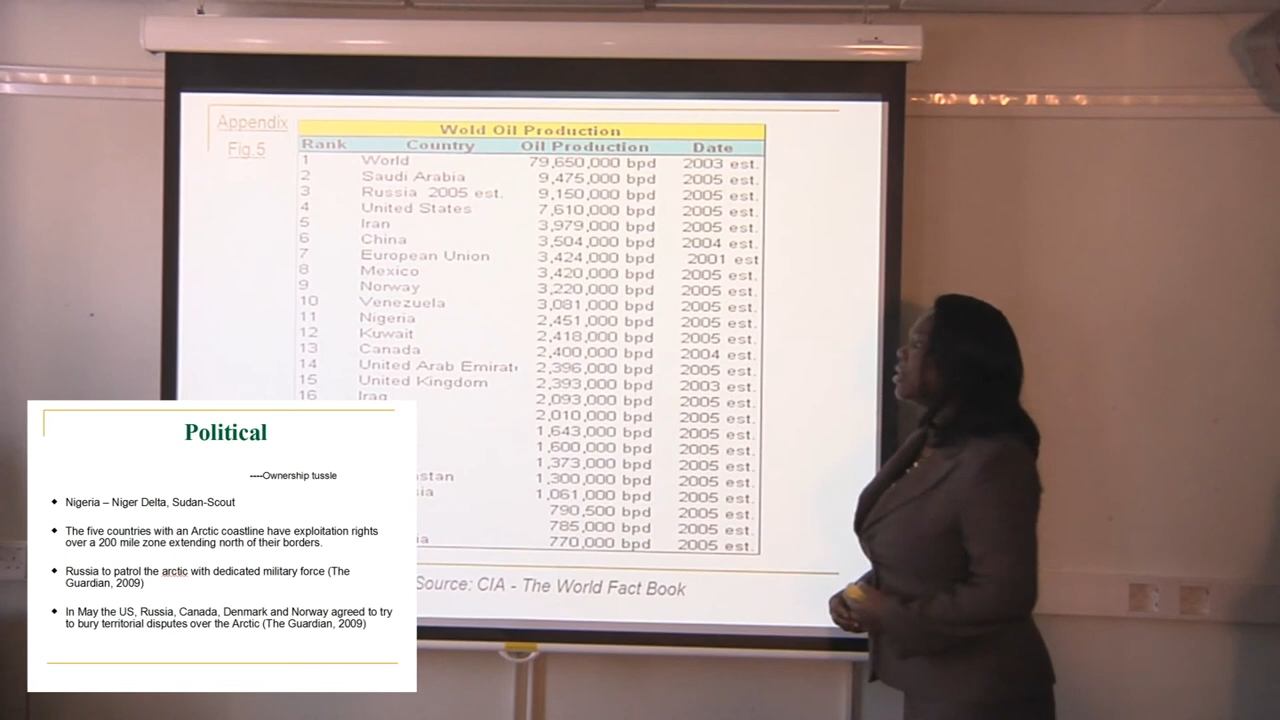 Appendix
Fig.5
Wold Oil Production
Rank Country Oil Production Date
1 World 79,650,000 bpd 2003 est.
2 Saudi Arabia 9,475,000 bpd 2005 est.
3 Russia 2005 est. 9,150,000 bpd 2005 est.
4 United States 7,610,000 bpd 2005 est.
5 Iran 3,979,000 bpd 2005 est.
6 China 3,504,000 bpd 2004 est.
7 European Union 3,424,000 bpd 2001 est
8 Mexico 3,420,000 bpd 2005 est.
9 Norway 3,220,000 bpd 2005 est.
10 Venezuela 3,081,000 bpd 2005 est.
11 Nigeria 2,451,000 bpd 2005 est.
12 Kuwait 2,418,000 bpd 2005 est.
13 Canada 2,400,000 bpd 2004 est.
14 United Arab Emirat 2,396,000 bpd 2005 est.
15 United Kingdom 2,393,000 bpd 2003 est.
16 Iraq 2,093,000 bpd 2005 est.
2,010,000 bpd 2005 est.
1,643,000 bpd 2005 est.
1,600,000 bpd 2005 est.
1,373,000 bpd 2005 est.
stan 1,300,000 bpd 2005 est.
ia 1,061,000 bpd 2005 est.
790,500 bpd 2005 est.
785,000 bpd 2005 est.
a 770,000 bpd 2005 est.
Source: CIA - The World Fact Book
Political
----Ownership tussle
◆ Nigeria – Niger Delta, Sudan-Scout
◆ The five countries with an Arctic coastline have exploitation rights
over a 200 mile zone extending north of their borders.
◆ Russia to patrol the arctic with dedicated military force (The
Guardian, 2009)
◆ In May the US, Russia, Canada, Denmark and Norway agreed to try
to bury territorial disputes over the Arctic (The Guardian, 2009)